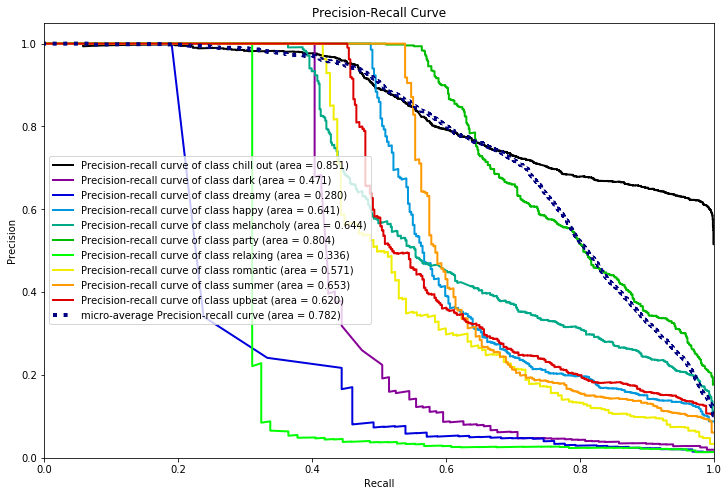 Precision-Recall Curve
1.0
0.8
0.6
0.4
0.2
0.0
Precision
Precision-recall curve of class chill out (area = 0.851)
Precision-recall curve of class dark (area = 0.471)
Precision-recall curve of class dreamy (area = 0.280)
Precision-recall curve of class happy (area = 0.641)
Precision-recall curve of class melancholy (area = 0.644)
Precision-recall curve of class party (area = 0.804)
Precision-recall curve of class relaxing (area = 0.336)
Precision-recall curve of class romntic (area = 0.571)
Precision-recall curve of class summer (area = 0.653)
Precision-recall curve of class upbeat (area = 0.620)
micro-average Precision-recall curve (area = 0.782)
0.0 0.2 0.4 0.6 0.8 1.0
Recall